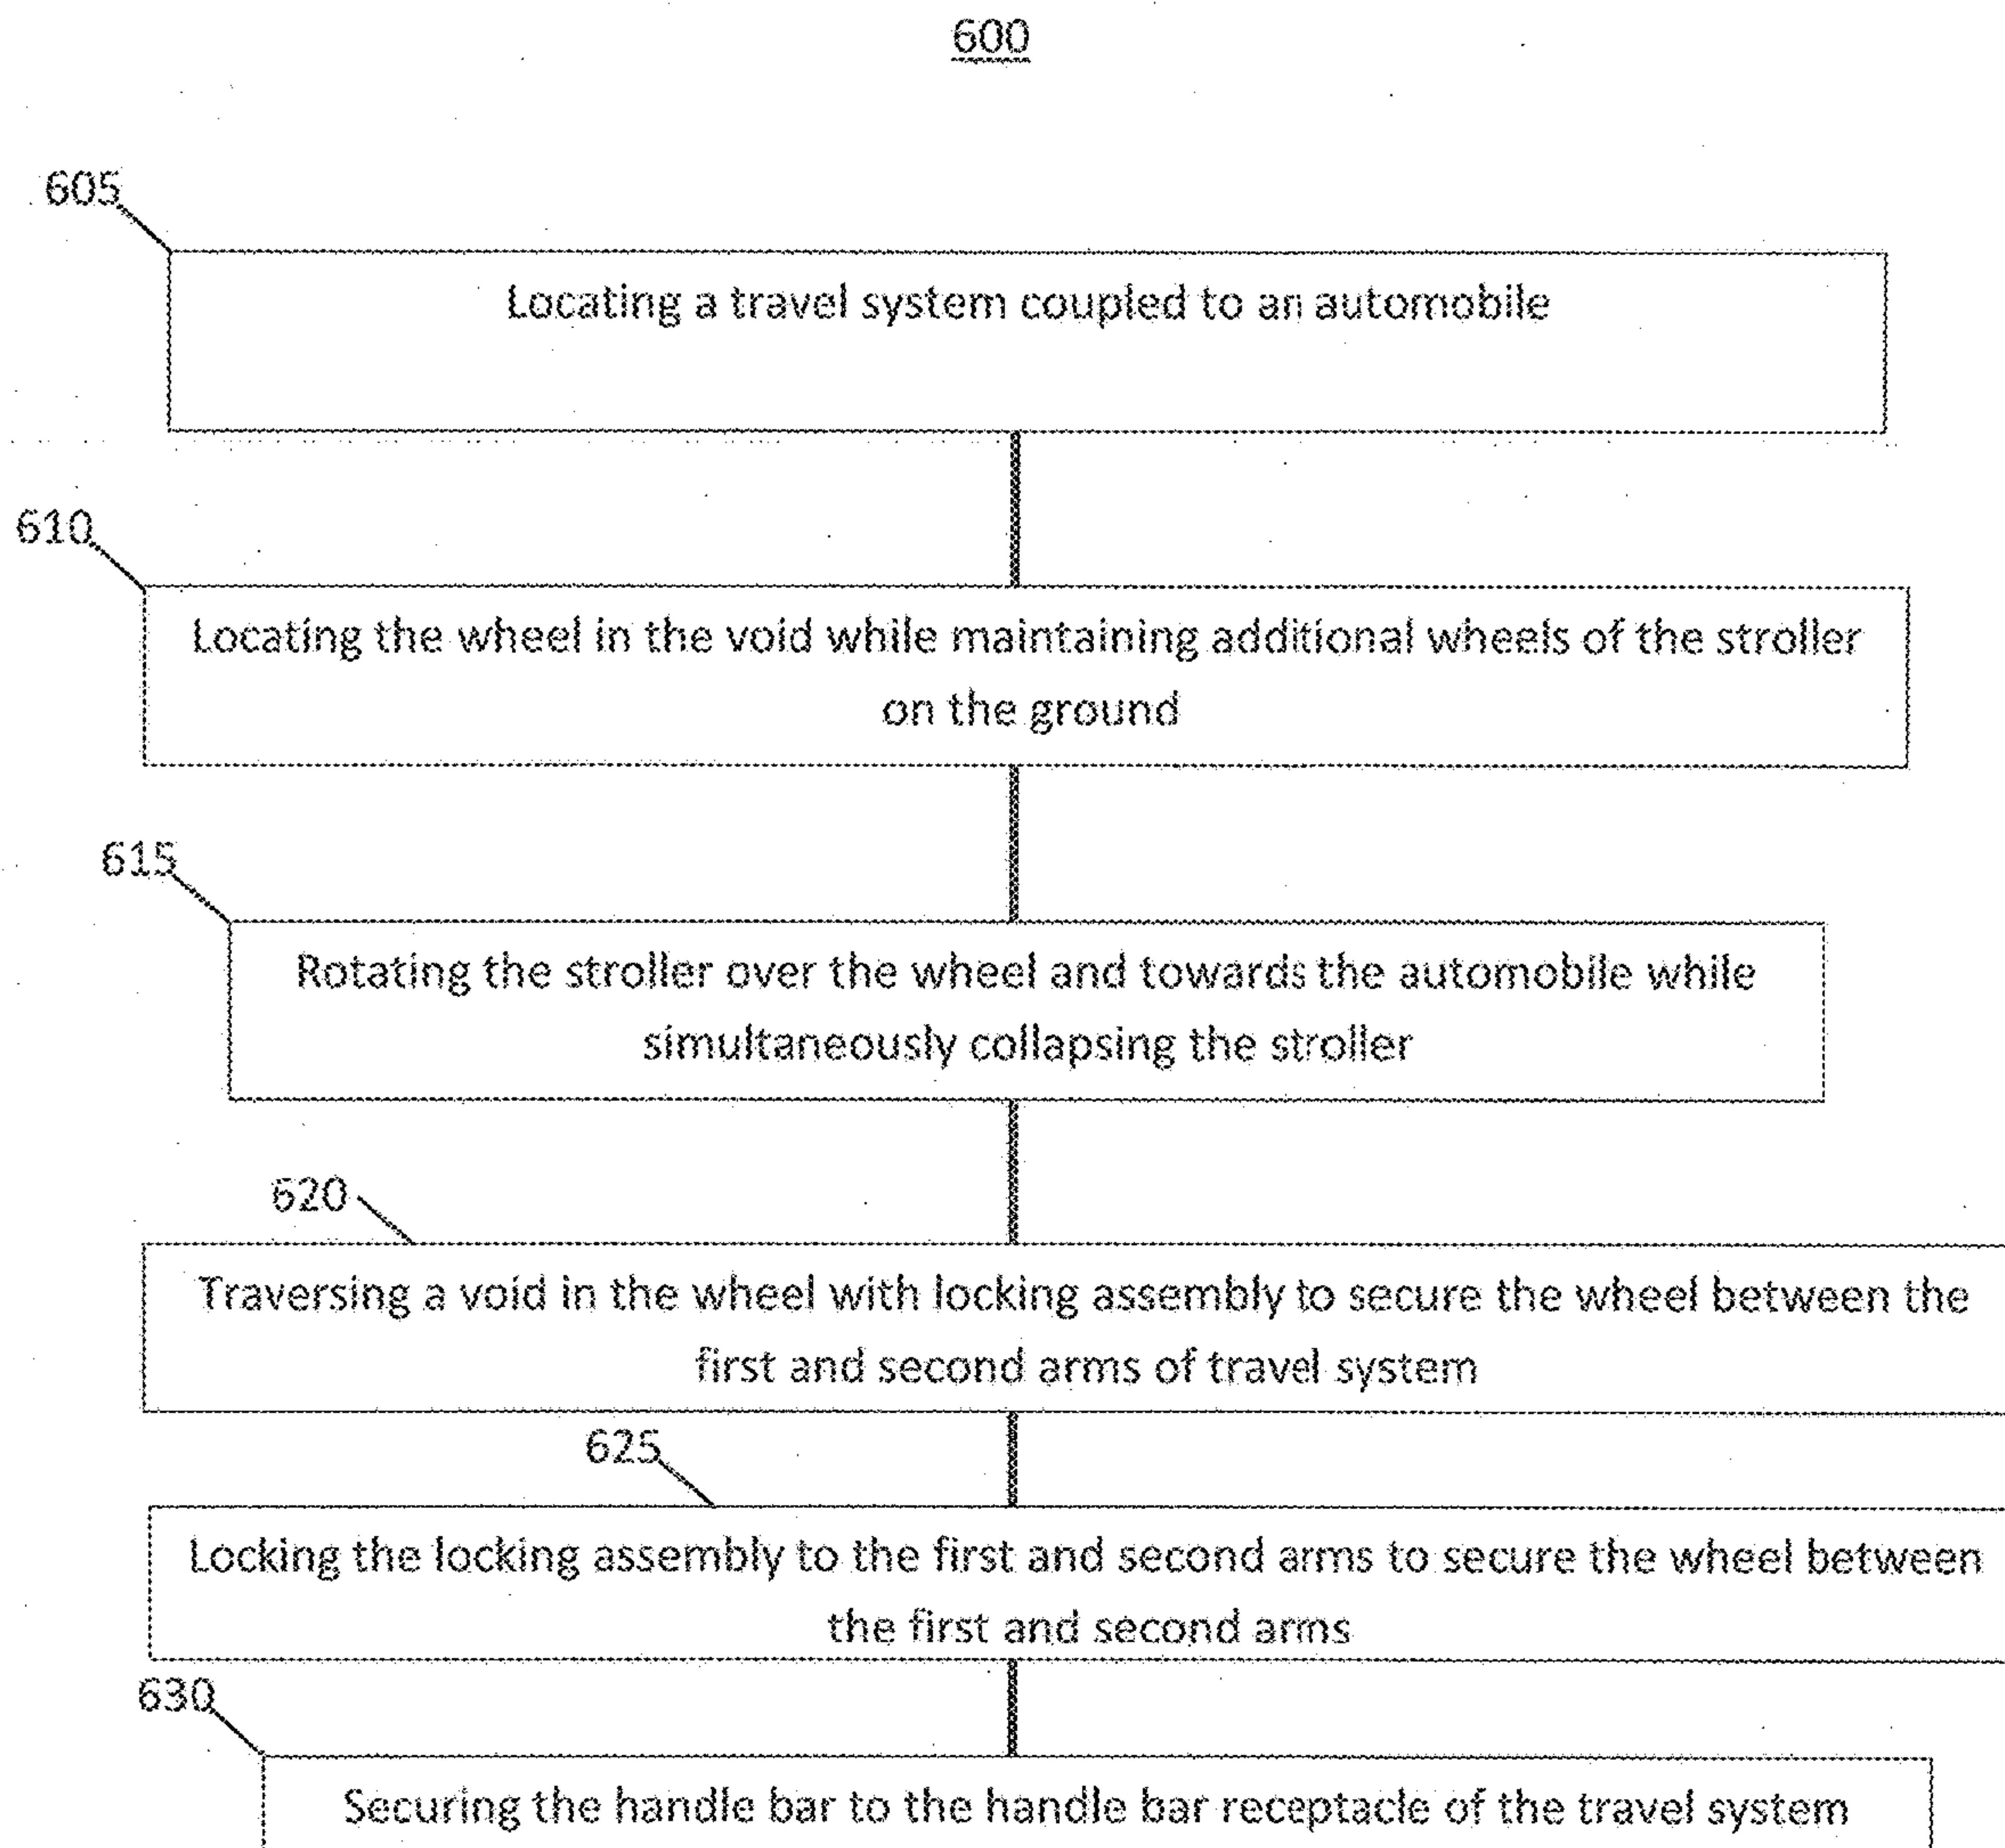 600
605
Locating a travel system coupled to an automobile
610
Locating the wheel in the void while maintaining additional wheels of the stroller
on the ground
615
Rotating the stroller over the wheel and towards the automobile while
simultaneously collapsing the stroller
620
Traversing a void in the wheel with locking assembly to secure the wheel between the
first and second arms of travel system
625
Locking the locking assembly to the first and second arms to secure the wheel between
the first and second arms
630
Securing the handle bar to the handle bar receptacle of the travel system